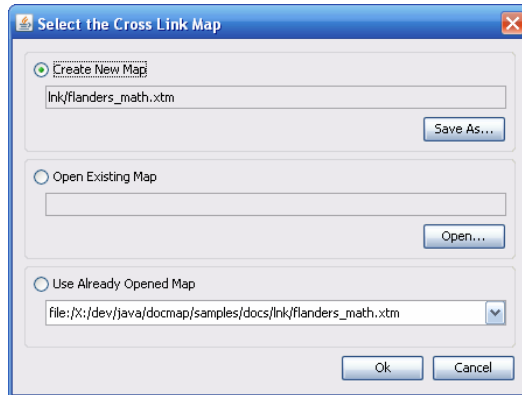 Select the Cross Link Map
Create New Map
lnk/flanders_math.xtm
Save As...
Open Existing Map
Open...
Use Already Opened Map
file:/X:/dev/java/docmap/samples/docs/lnk/flanders_math.xtm
Ok Cancel